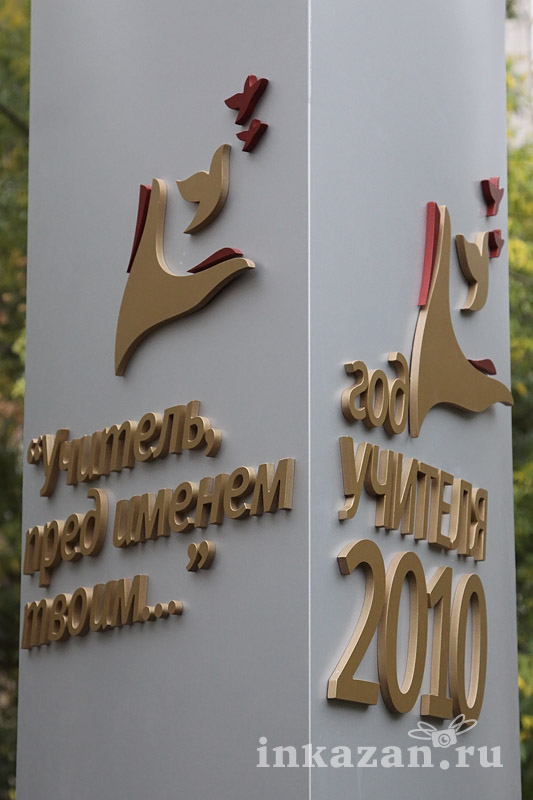 “Учитель,
пред именем
твоим...”
год
УЧИТЕЛЯ
2010
inkazan.ru